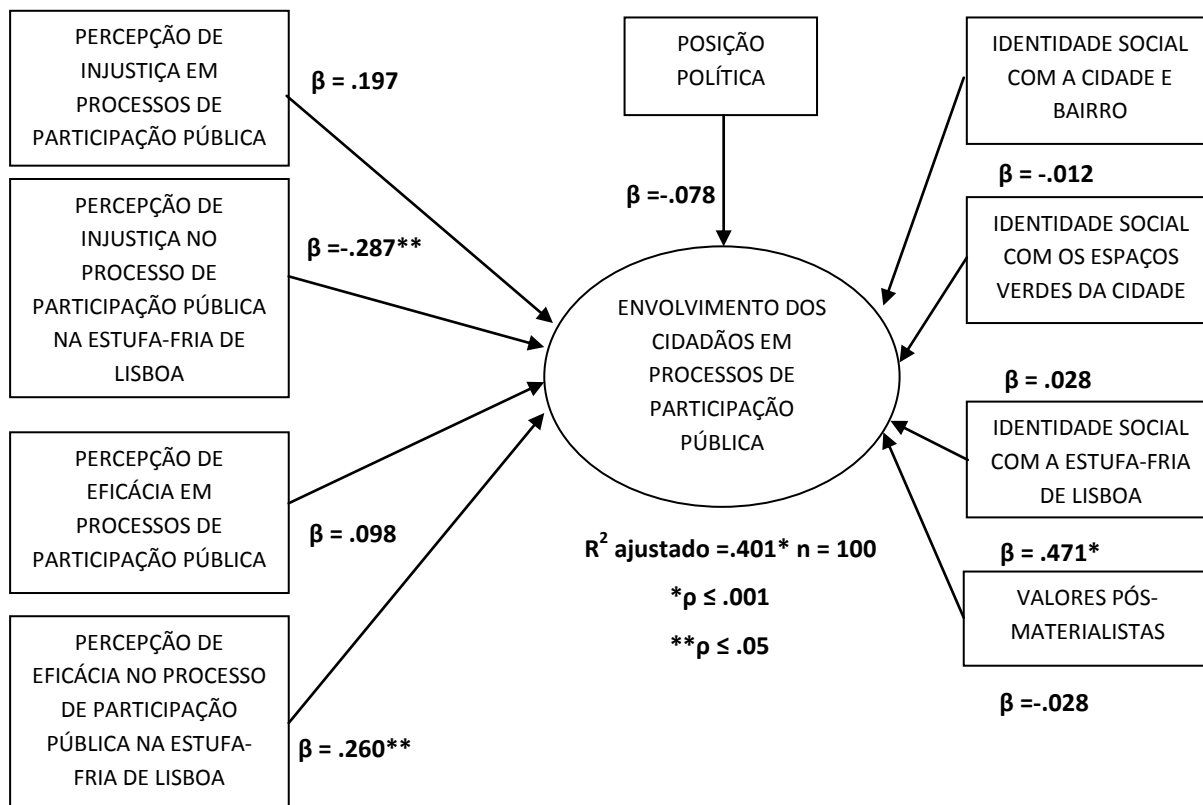 PERCEPÇÃO DE
INJUSTIÇA EM
PROCESSOS DE
PARTICIPAÇÃO PÚBLICA
β = .197
PERCEPÇÃO DE
INJUSTIÇA NO
PROCESSO DE
PARTICIPAÇÃO PÚBLICA
NA ESTUFA-FRIA DE
LISBOA
β =-.287**
PERCEPÇÃO DE
EFICÁCIA EM
PROCESSOS DE
PARTICIPAÇÃO PÚBLICA
β = .098
PERCEPÇÃO DE
EFICÁCIA NO PROCESSO
DE PARTICIPAÇÃO
PÚBLICA NA ESTUFA-
FRIA DE LISBOA
β = .260**
POSIÇÃO
POLÍTICA
β =-.078
ENVOLVIMENTO DOS
CIDADÃOS EM
PROCESSOS DE
PARTICIPAÇÃO
PÚBLICA
R² ajustado =.401* n = 100
*ρ ≤ .001
**ρ ≤ .05
IDENTIDADE SOCIAL
COM A CIDADE E
BAIRRO
β = -.012
IDENTIDADE SOCIAL
COM OS ESPAÇOS
VERDES DA CIDADE
β = .028
IDENTIDADE SOCIAL
COM A ESTUFA-FRIA
DE LISBOA
β = .471*
VALORES PÓS-
MATERIALISTAS
β =-.028